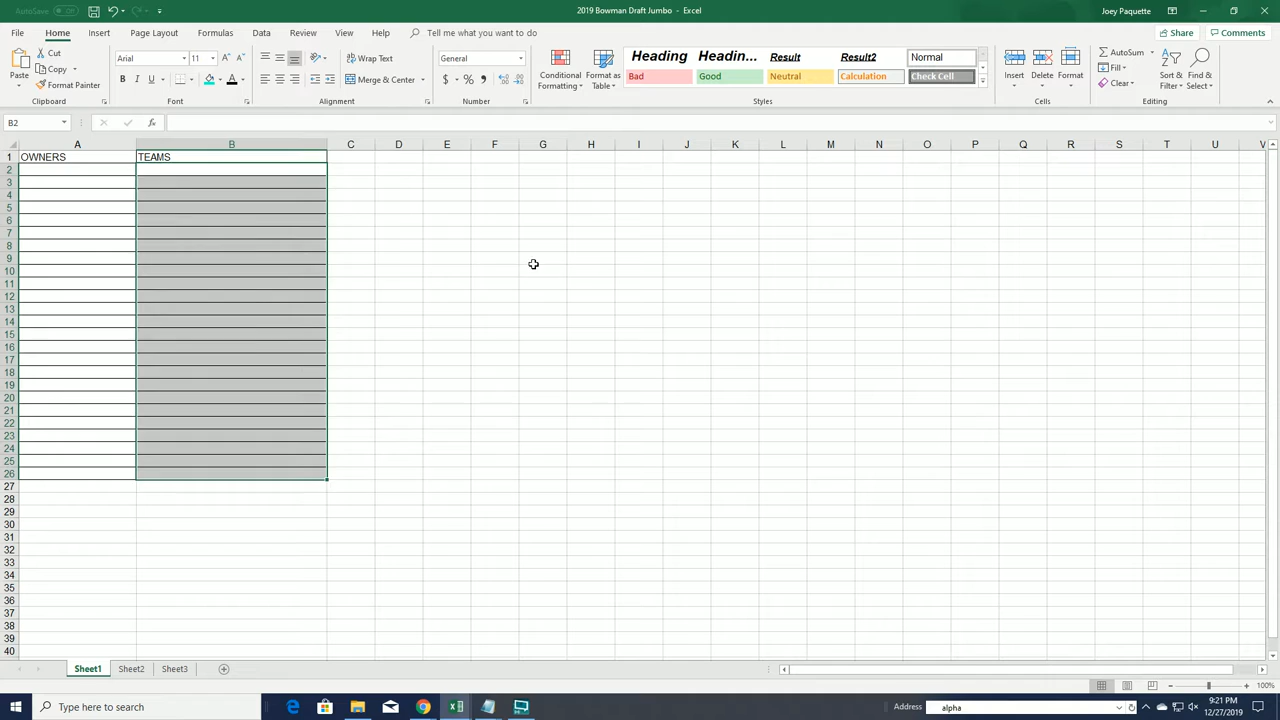 AutoSave Off
2019 Bowman Draft Jumbo - Excel
Joey Paquette
File Home Insert Page Layout Formulas Data Review View Help Tell me what you want to do
Share Comments
Paste
Cut
Copy
Format Painter
Clipboard
Arial 11
B I U
Font
Wrap Text
Merge & Center
Alignment
General
$ % ,
Number
Conditional Formatting
Format as Table
Heading Headin... Result Result2 Normal
Bad Good Neutral Calculation Check Cell
Styles
Insert Delete Format
Cells
AutoSum
Fill
Clear
Sort & Filter
Find & Select
Editing
B2
fx
A B C D E F G H I J K L M N O P Q R S T U V
1 OWNERS TEAMS
2
3
4
5
6
7
8
9
10
11
12
13
14
15
16
17
18
19
20
21
22
23
24
25
26
27
28
29
30
31
32
33
34
35
36
37
38
39
40
Sheet1 Sheet2 Sheet3
100%
Type here to search
Address alpha
9:21 PM
12/27/2019